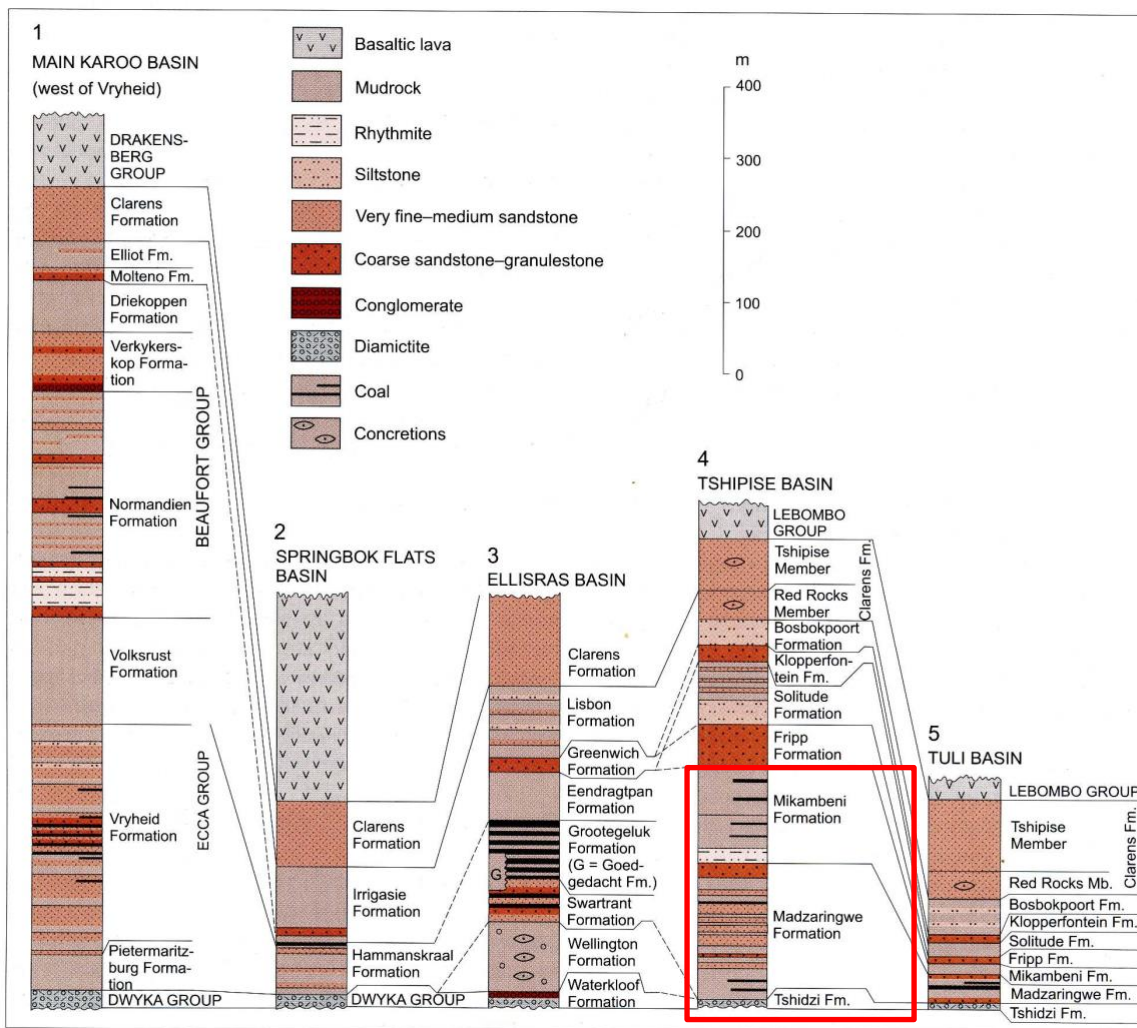 1
MAIN KAROO BASIN
(west of Vryheid)
DRAKENS-
BERG
GROUP
Clarens
Formation
Elliot Fm.
Molteno Fm.
Driekoppen
Formation
Verkykers-
kop Forma-
tion
BEAUFORT GROUP
Normandien
Formation
Volksrust
Formation
ECCA GROUP
Vryheid
Formation
Pietermaritz-
burg Forma-
tion
DWYKA GROUP
Basaltic lava
Mudrock
Rhythmite
Siltstone
Very fine–medium sandstone
Coarse sandstone–granulestone
Conglomerate
Diamictite
Coal
Concretions
m
400
300
200
100
0
2
SPRINGBOK FLATS
BASIN
Clarens
Formation
Irrigasie
Formation
Hammanskraal
Formation
DWYKA GROUP
3
ELLISRAS BASIN
Clarens
Formation
Lisbon
Formation
Greenwich
Formation
Eendragtpan
Formation
Grootegeluk
Formation
(G = Goed-
gedacht Fm.)
G
Swartrant
Formation
Wellington
Formation
Waterkloof
Formation
4
TSHIPISE BASIN
LEBOMBO
GROUP
Tshipise
Member
Red Rocks
Member
Clarens Fm.
Bosbokpoort
Formation
Klopperfon-
tein Fm.
Solitude
Formation
Fripp
Formation
Mikambeni
Formation
Madzaringwe
Formation
Tshidzi Fm.
5
TULI BASIN
LEBOMBO GROUP
Tshipise
Member
Red Rocks Mb.
Clarens Fm.
Bosbokpoort Fm.
Klopperfontein Fm.
Solitude Fm.
Fripp Fm.
Mikambeni Fm.
Madzaringwe Fm.
Tshidzi Fm.